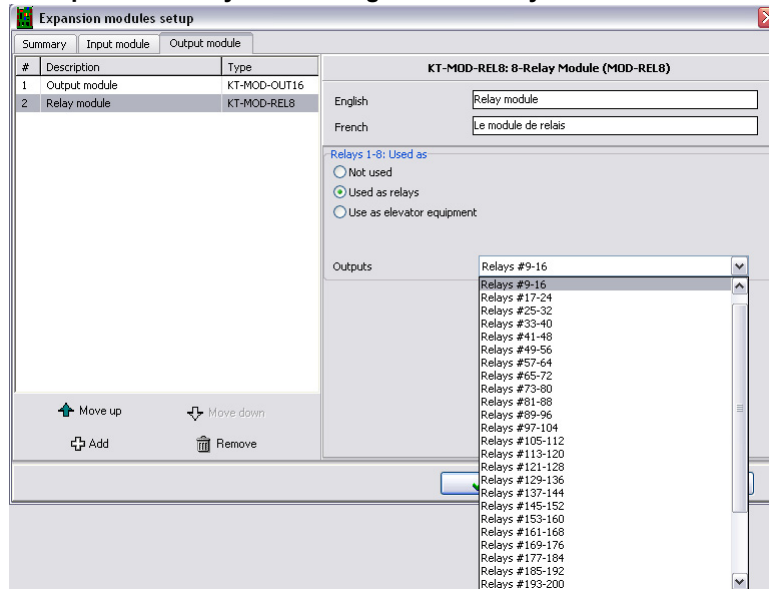 Expansion modules setup
Summary Input module Output module
# Description Type
1 Output module KT-MOD-OUT16
2 Relay module KT-MOD-REL8
KT-MOD-REL8: 8-Relay Module (MOD-REL8)
English Relay module
French Le module de relais
Relays 1-8: Used as
Not used
Used as relays
Use as elevator equipment
Outputs Relays #9-16
Relays #9-16
Relays #17-24
Relays #25-32
Relays #33-40
Relays #41-48
Relays #49-56
Relays #57-64
Relays #65-72
Relays #73-80
Relays #81-88
Relays #89-96
Relays #97-104
Relays #105-112
Relays #113-120
Relays #121-128
Relays #129-136
Relays #137-144
Relays #145-152
Relays #153-160
Relays #161-168
Relays #169-176
Relays #177-184
Relays #185-192
Relays #193-200
Move up Move down
Add Remove